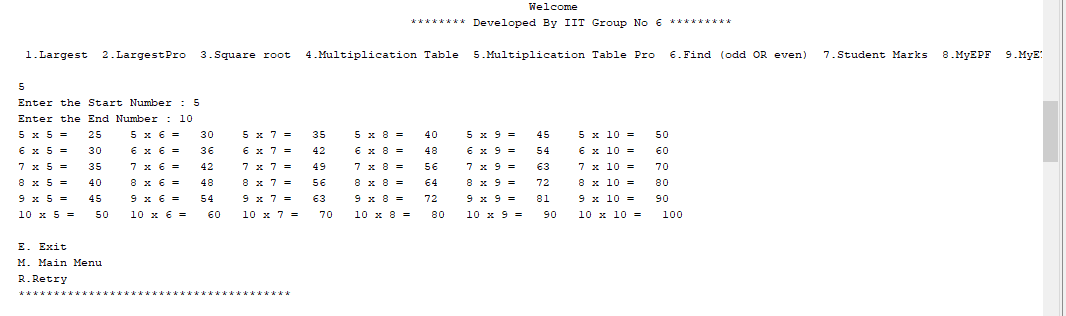 Welcome
******** Developed By IIT Group No 6 *********
1.Largest 2.LargestPro 3.Square root 4.Multiplication Table 5.Multiplication Table Pro 6.Find (odd OR even) 7.Student Marks 8.MyEPF 9.MyE
5
Enter the Start Number : 5
Enter the End Number : 10
5 x 5 = 25 5 x 6 = 30 5 x 7 = 35 5 x 8 = 40 5 x 9 = 45 5 x 10 = 50
6 x 5 = 30 6 x 6 = 36 6 x 7 = 42 6 x 8 = 48 6 x 9 = 54 6 x 10 = 60
7 x 5 = 35 7 x 6 = 42 7 x 7 = 49 7 x 8 = 56 7 x 9 = 63 7 x 10 = 70
8 x 5 = 40 8 x 6 = 48 8 x 7 = 56 8 x 8 = 64 8 x 9 = 72 8 x 10 = 80
9 x 5 = 45 9 x 6 = 54 9 x 7 = 63 9 x 8 = 72 9 x 9 = 81 9 x 10 = 90
10 x 5 = 50 10 x 6 = 60 10 x 7 = 70 10 x 8 = 80 10 x 9 = 90 10 x 10 = 100
E. Exit
M. Main Menu
R.Retry
***************************************